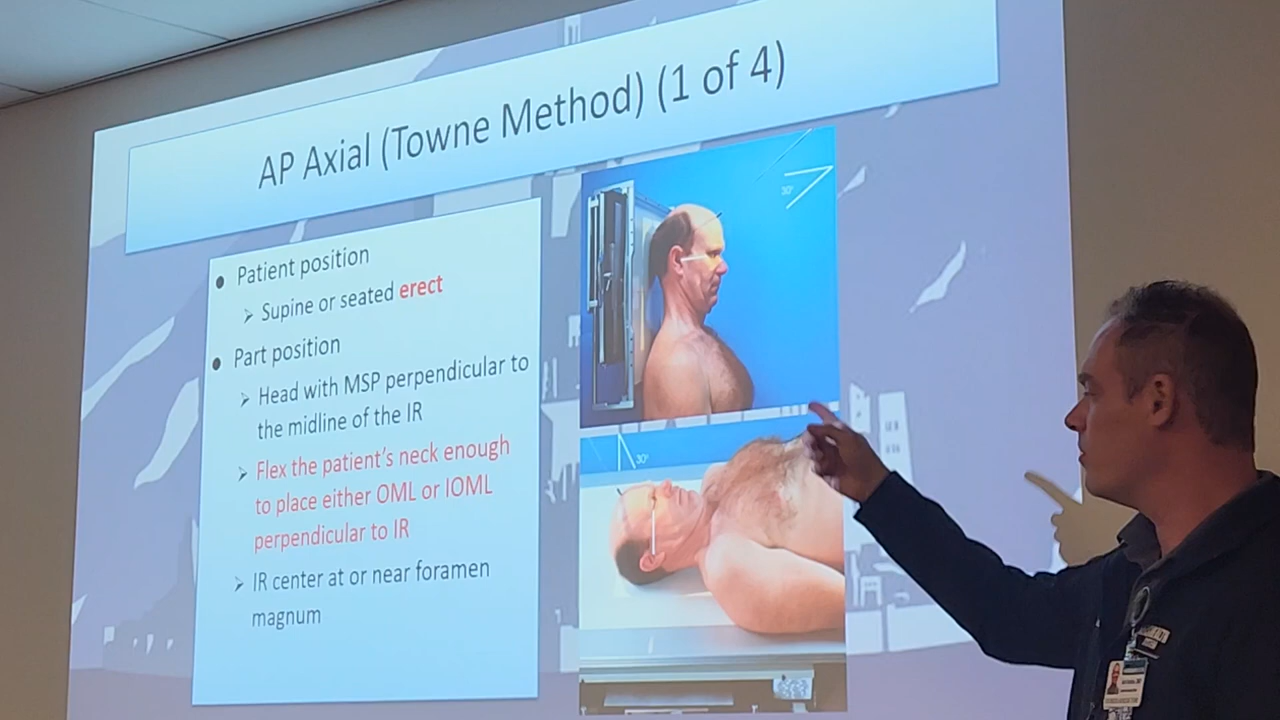 AP Axial (Towne Method) (1 of 4)
● Patient position
➢ Supine or seated erect
● Part position
➢ Head with MSP perpendicular to
the midline of the IR
➢ Flex the patient's neck enough
to place either OML or IOML
perpendicular to IR
➢ IR center at or near foramen
magnum
30°
30°